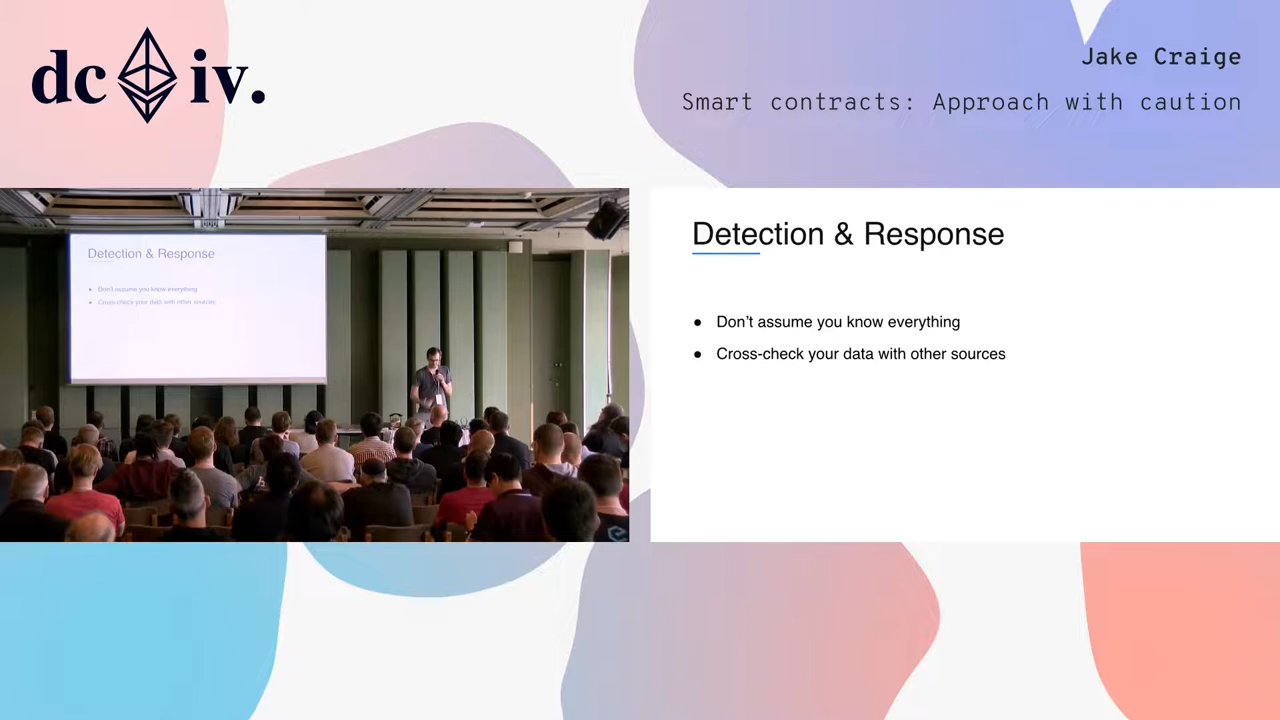 dc iv.
Jake Craige
Smart contracts: Approach with caution
Detection & Response
• Don't assume you know everything
• Cross-check your data with other sources
Detection & Response
● Don’t assume you know everything
● Cross-check your data with other sources